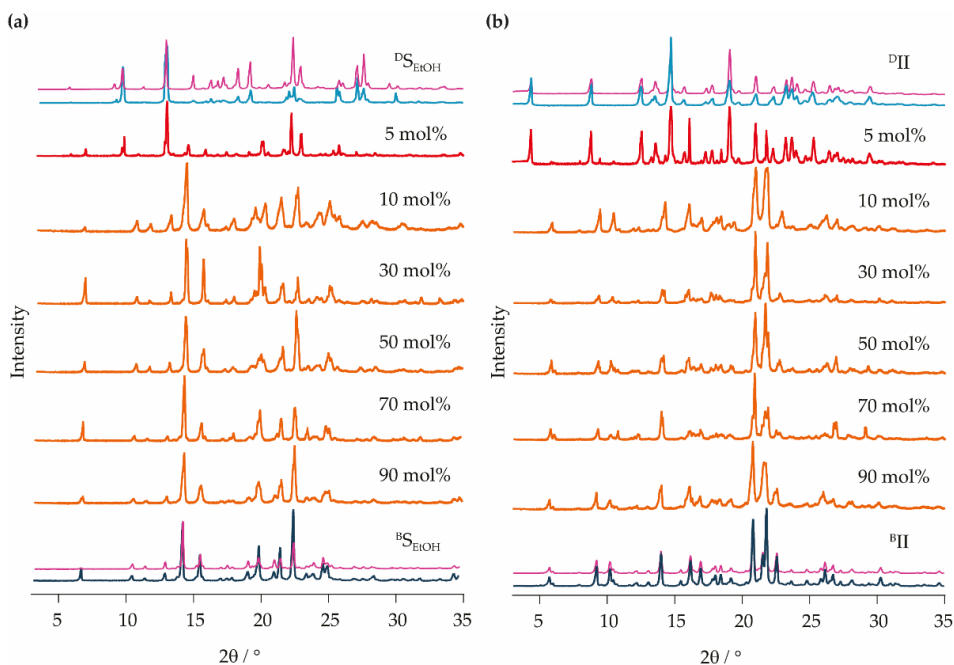 (a)
ᴰS_EtOH
5 mol%
10 mol%
30 mol%
50 mol%
70 mol%
90 mol%
ᴮS_EtOH
Intensity
5 10 15 20 25 30 35
2θ / °
(b)
ᴰII
5 mol%
10 mol%
30 mol%
50 mol%
70 mol%
90 mol%
ᴮII
Intensity
5 10 15 20 25 30 35
2θ / °